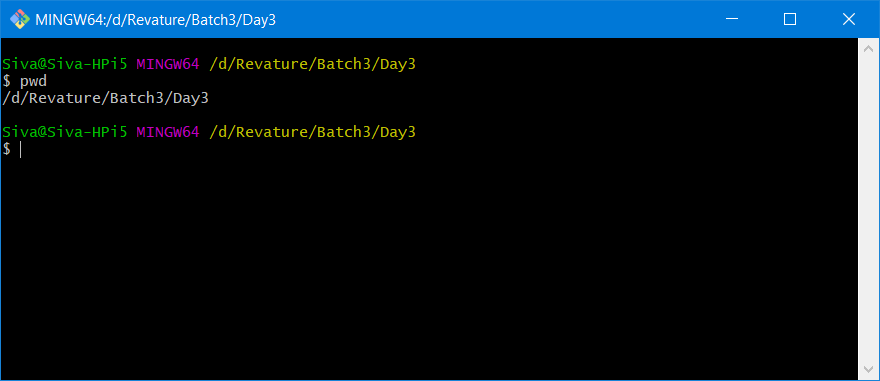 MINGW64:/d/Revature/Batch3/Day3
Siva@Siva-HPi5 MINGW64 /d/Revature/Batch3/Day3
$ pwd
/d/Revature/Batch3/Day3
Siva@Siva-HPi5 MINGW64 /d/Revature/Batch3/Day3
$